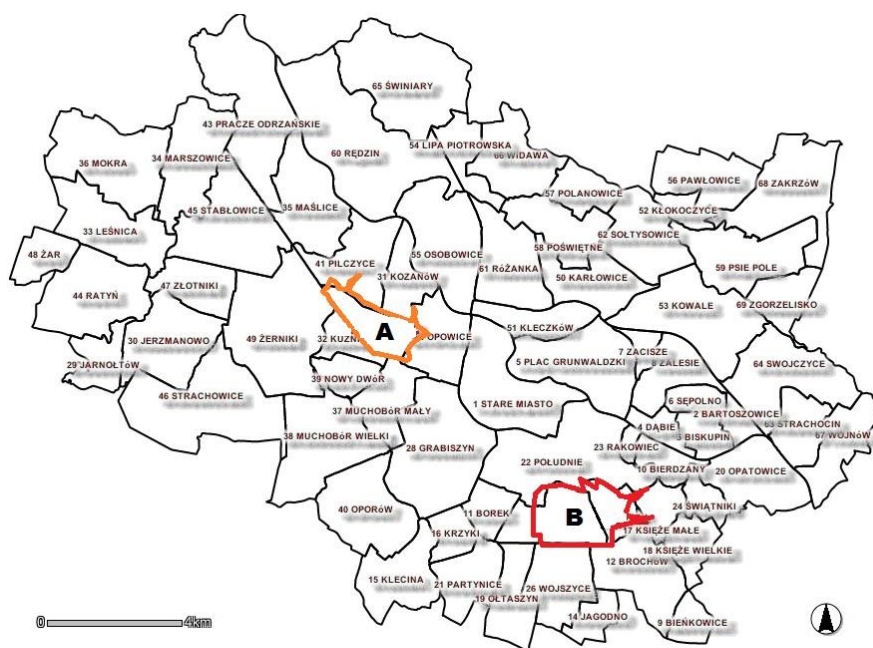 65 ŚWINIARY
43 PRACZE ODRZAŃSKIE
54 LIPA PIOTROWSKA
60 RĘDZIN
66 WIDAWA
36 MOKRA
34 MARSZOWICE
56 PAWŁOWICE
68 ZAKRZÓW
57 POLANOWICE
45 STABŁOWICE
35 MAŚLICE
52 KŁOKOCZYCE
33 LEŚNICA
62 SOŁTYSOWICE
58 POŚWIĘTNE
48 ŻAR
55 OSOBOWICE
41 PILCZYCE
61 RÓŻANKA
59 PSIE POLE
31 KOZANÓW
50 KARŁOWICE
47 ZŁOTNIKI
44 RATYŃ
53 KOWALE
69 ZGORZELISKO
51 KLECZKÓW
A
OPOWICE
49 ŻERNIKI
32 KUŹN
30 JERZMANOWO
7 ZACISZE
5 PLAC GRUNWALDZKI
8 ZALESIE
29 JARNOŁTÓW
64 SWOJCZYCE
39 NOWY DWÓR
46 STRACHOWICE
1 STARE MIASTO
6 SĘPOLNO
37 MUCHOBÓR MAŁY
2 BARTOSZOWICE
63 STRACHOCIN
4 DĄBIE
38 MUCHOBÓR WIELKI
3 BISKUPIN
67 WOJNÓW
28 GRABISZYN
23 RAKOWIEC
22 POŁUDNIE
10 BIERDZANY
20 OPATOWICE
24 ŚWIĄTNIKI
40 OPORÓW
11 BOREK
B
17 KSIĘŻE MAŁE
16 KRZYKI
18 KSIĘŻE WIELKIE
12 BROCHÓW
15 KLECINA
21 PARTYNICE
26 WOJSZYCE
19 OŁTASZYN
14 JAGODNO
9 BIEŃKOWICE
0 4km